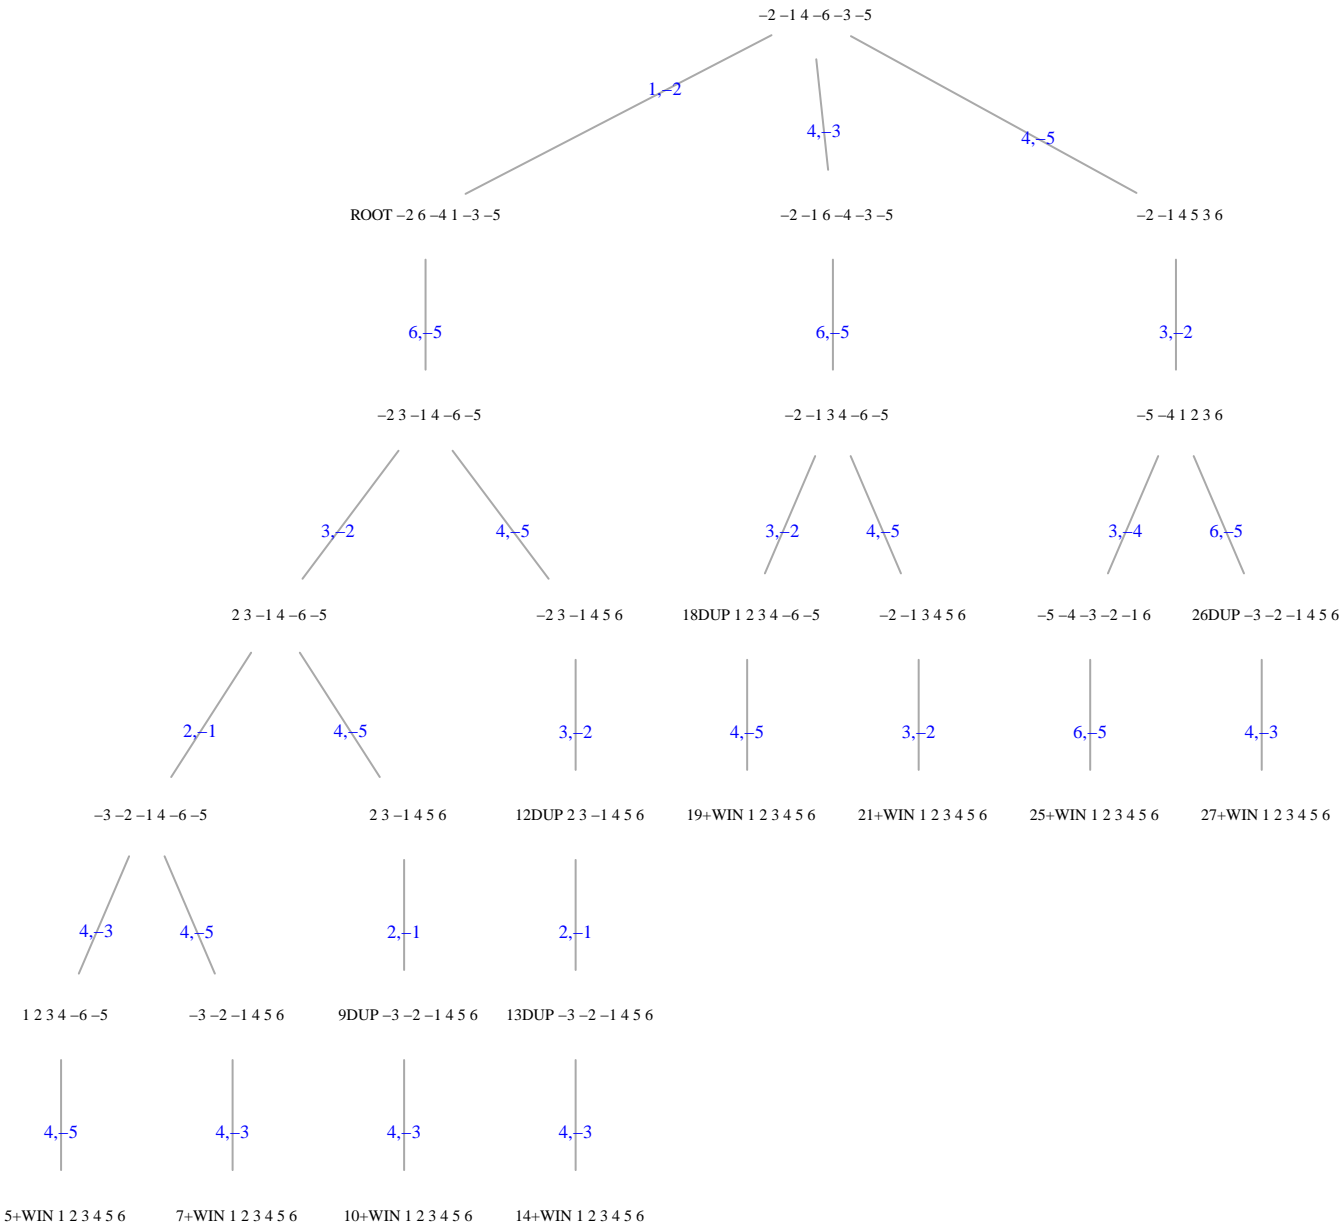 −2 −1 4 −6 −3 −5
1,−2
4,−3
4,−5
ROOT −2 6 −4 1 −3 −5
−2 −1 6 −4 −3 −5
−2 −1 4 5 3 6
6,−5
6,−5
3,−2
−2 3 −1 4 −6 −5
−2 −1 3 4 −6 −5
−5 −4 1 2 3 6
3,−2
4,−5
3,−2
4,−5
3,−4
6,−5
2 3 −1 4 −6 −5
−2 3 −1 4 5 6
18DUP 1 2 3 4 −6 −5
−2 −1 3 4 5 6
−5 −4 −3 −2 −1 6
26DUP −3 −2 −1 4 5 6
2,−1
4,−5
3,−2
4,−5
3,−2
6,−5
4,−3
−3 −2 −1 4 −6 −5
2 3 −1 4 5 6
12DUP 2 3 −1 4 5 6
19+WIN 1 2 3 4 5 6
21+WIN 1 2 3 4 5 6
25+WIN 1 2 3 4 5 6
27+WIN 1 2 3 4 5 6
4,−3
4,−5
2,−1
2,−1
1 2 3 4 −6 −5
−3 −2 −1 4 5 6
9DUP −3 −2 −1 4 5 6
13DUP −3 −2 −1 4 5 6
4,−5
4,−3
4,−3
4,−3
5+WIN 1 2 3 4 5 6
7+WIN 1 2 3 4 5 6
10+WIN 1 2 3 4 5 6
14+WIN 1 2 3 4 5 6